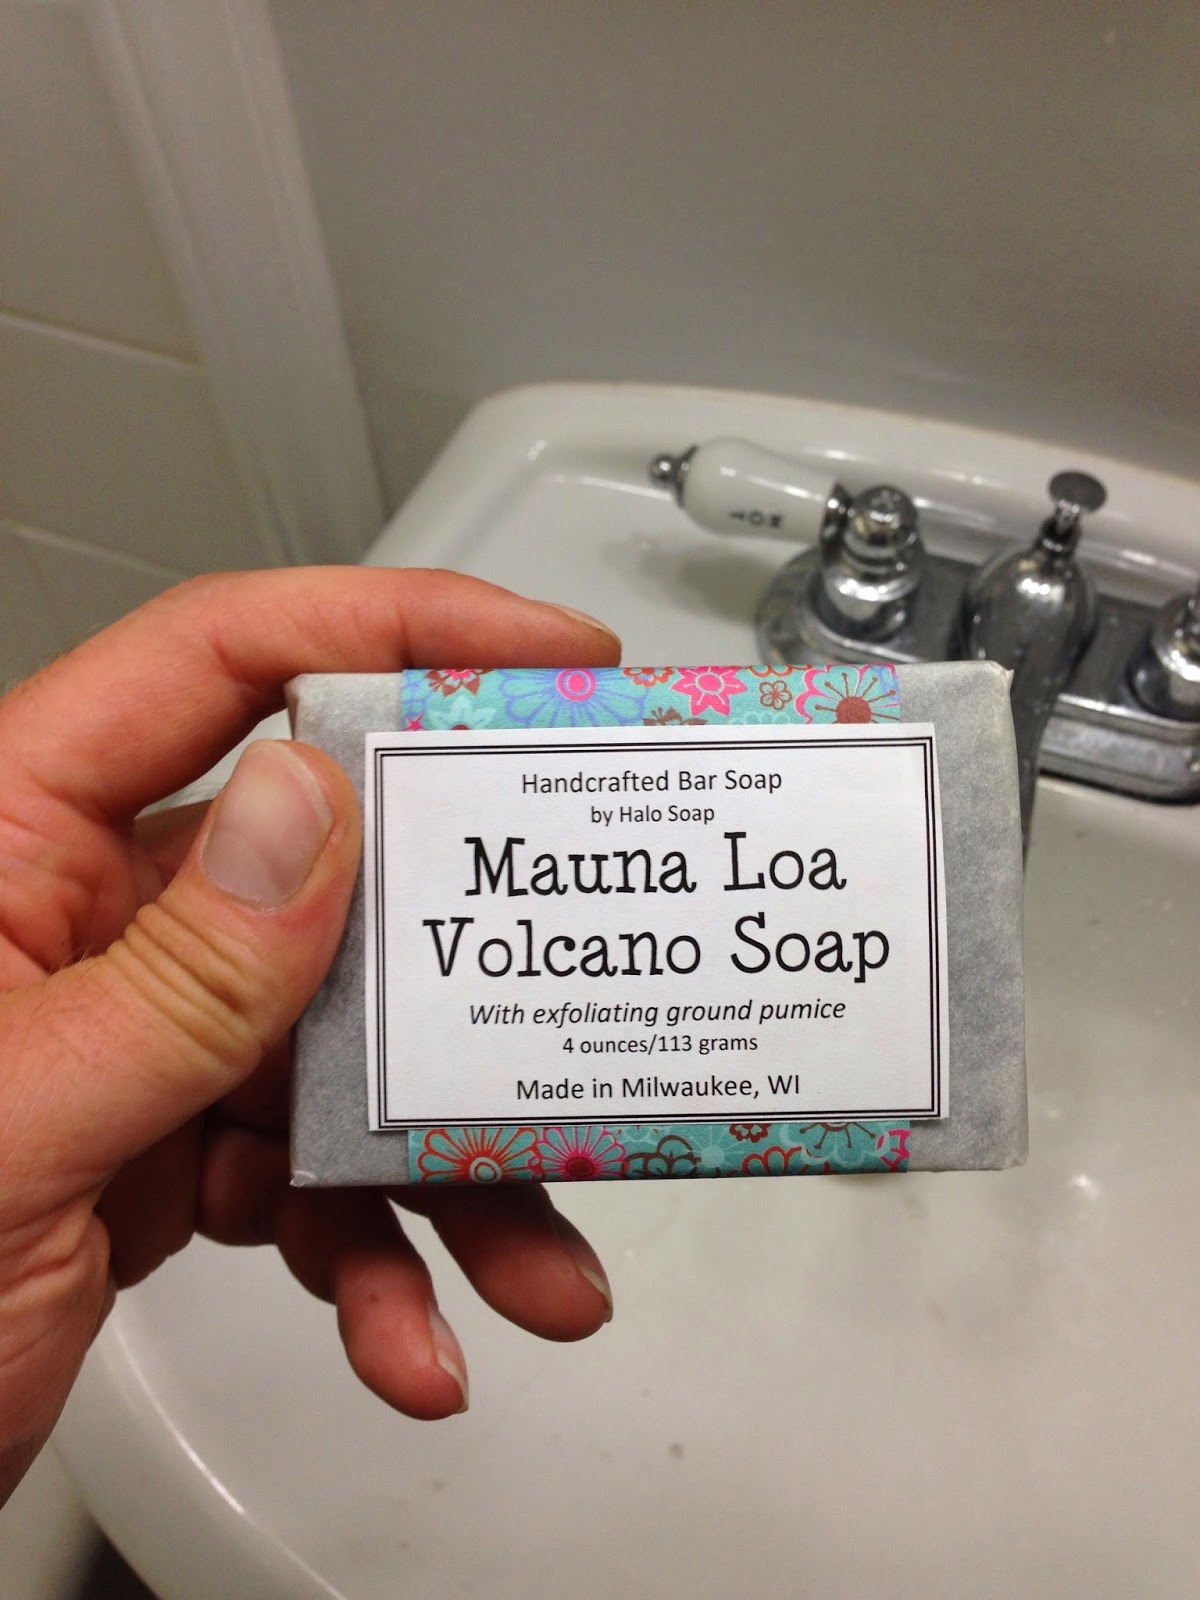 HOT
Handcrafted Bar Soap
by Halo Soap
Mauna Loa
Volcano Soap
With exfoliating ground pumice
4 ounces/113 grams
Made in Milwaukee, WI